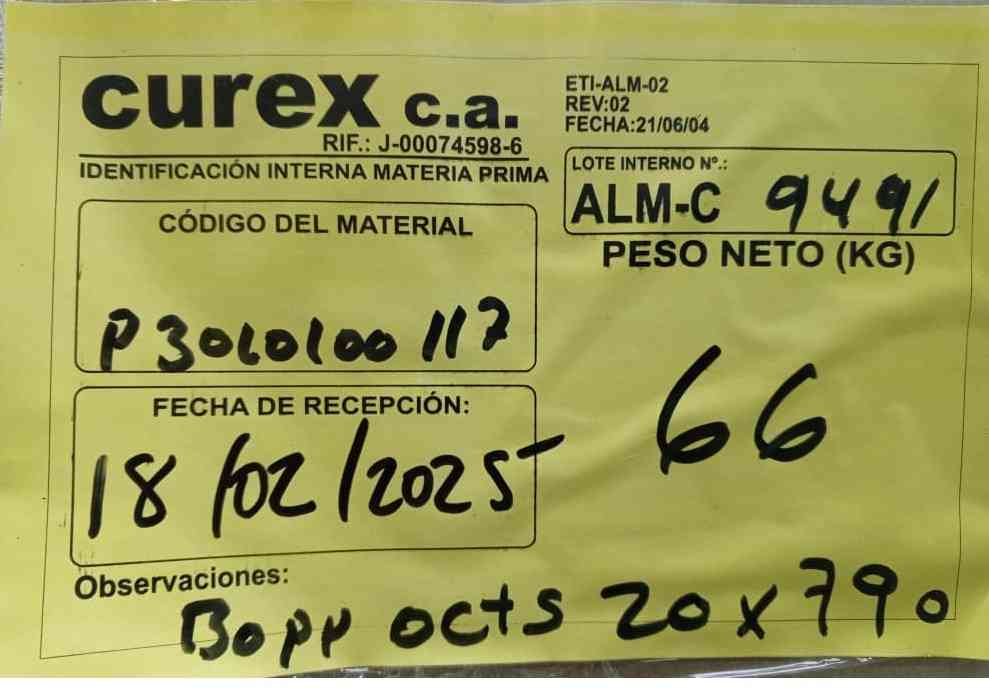 curex c.a.
RIF.: J-00074598-6
IDENTIFICACIÓN INTERNA MATERIA PRIMA
ETI-ALM-02
REV:02
FECHA:21/06/04
LOTE INTERNO Nº.:
ALM-C 9491
CÓDIGO DEL MATERIAL
P3010100117
PESO NETO (KG)
66
FECHA DE RECEPCIÓN:
18/02/2025
Observaciones:
Bopp octs 20x790